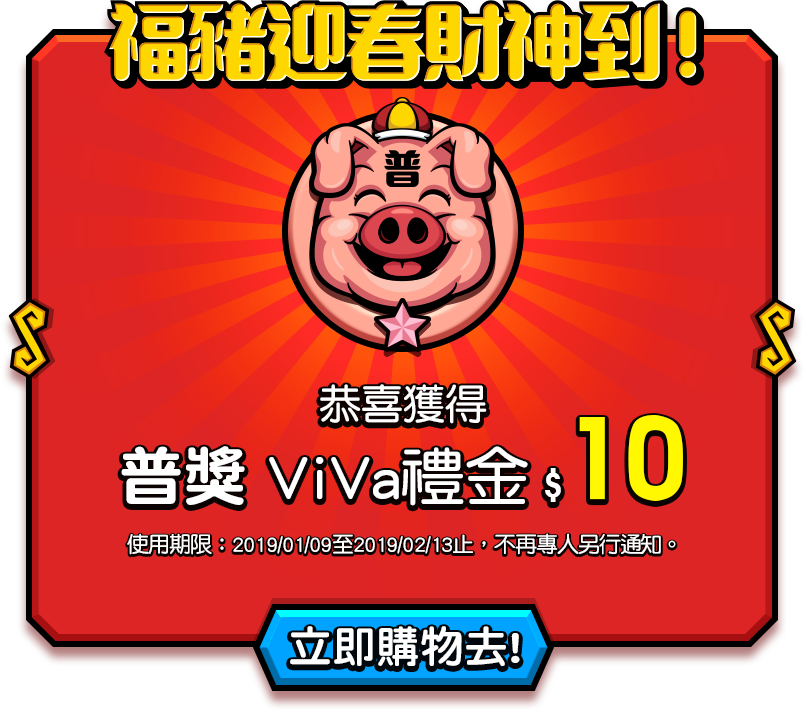 福豬迎春財神到!
普
恭喜獲得
普獎 ViVa禮金 $ 10
使用期限：2019/01/09至2019/02/13止，不再專人另行通知。
立即購物去!